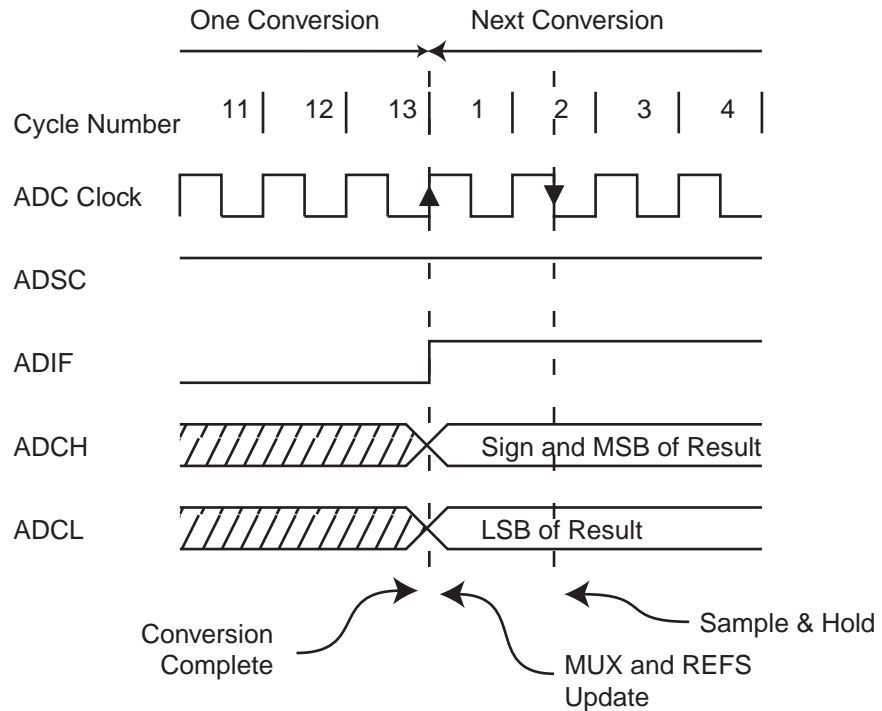 One Conversion Next Conversion
Cycle Number 11 12 13 1 2 3 4
ADC Clock
ADSC
ADIF
ADCH Sign and MSB of Result
ADCL LSB of Result
Conversion
Complete
MUX and REFS
Update
Sample & Hold